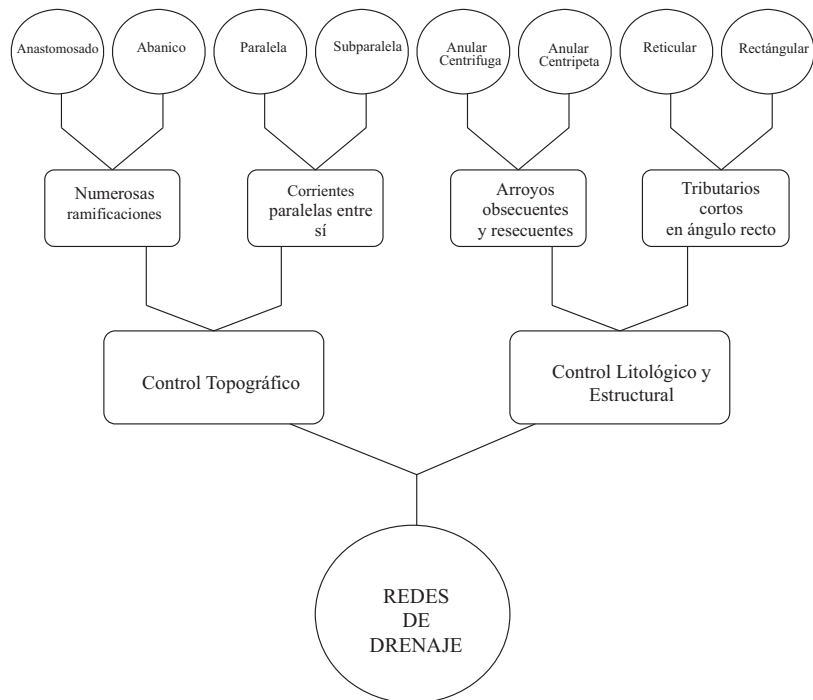 Anastomosado
Abanico
Paralela
Subparalela
Anular
Centrifuga
Anular
Centripeta
Reticular
Rectángular
Numerosas
ramificaciones
Corrientes
paralelas entre
sí
Arroyos
obsecuentes
y resecuentes
Tributarios
cortos
en ángulo recto
Control Topográfico
Control Litológico y
Estructural
REDES
DE
DRENAJE